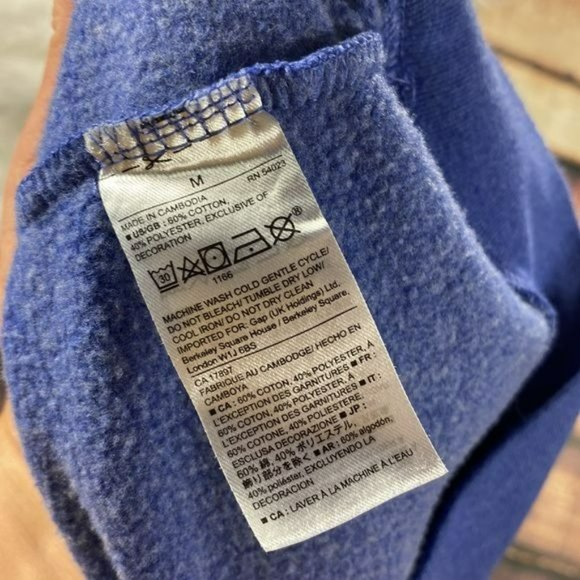 M
RN 54023
MADE IN CAMBODIA
■ US/GB : 60% COTTON,
40% POLYESTER, EXCLUSIVE OF
DECORATION
30
®
1166
MACHINE WASH COLD GENTLE CYCLE/
DO NOT BLEACH/ TUMBLE DRY LOW/
COOL IRON/ DO NOT DRY CLEAN
IMPORTED FOR: Gap (UK Holdings) Ltd.
Berkeley Square House / Berkeley Square,
London W1J 6BS
CA 17897
FABRIQUE AU CAMBODGE/ HECHO EN
CAMBOYA
■ CA : 60% COTON, 40% POLYESTER, À
L'EXCEPTION DES GARNITURES ■ FR :
60% COTON, 40% POLYESTER, À
L'EXCEPTION DES GARNITURES ■ IT :
60% COTONE, 40% POLIESTERE,
ESCLUSA DECORAZIONE ■ JP :
60% 綿, 40% ポリエステル,
飾り部分を除く ■ AR : 60% algodón,
40% poliéster, EXCLUYENDO LA
DECORACION
■ CA : LAVER À LA MACHINE À L'EAU